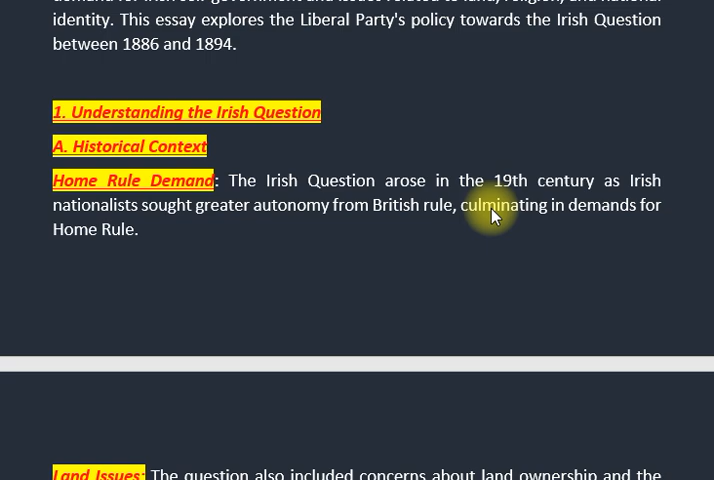 identity. This essay explores the Liberal Party's policy towards the Irish Question
between 1886 and 1894.
1. Understanding the Irish Question
A. Historical Context
Home Rule Demand: The Irish Question arose in the 19th century as Irish
nationalists sought greater autonomy from British rule, culminating in demands for
Home Rule.
Land Issues: The question also included concerns about land ownership and the